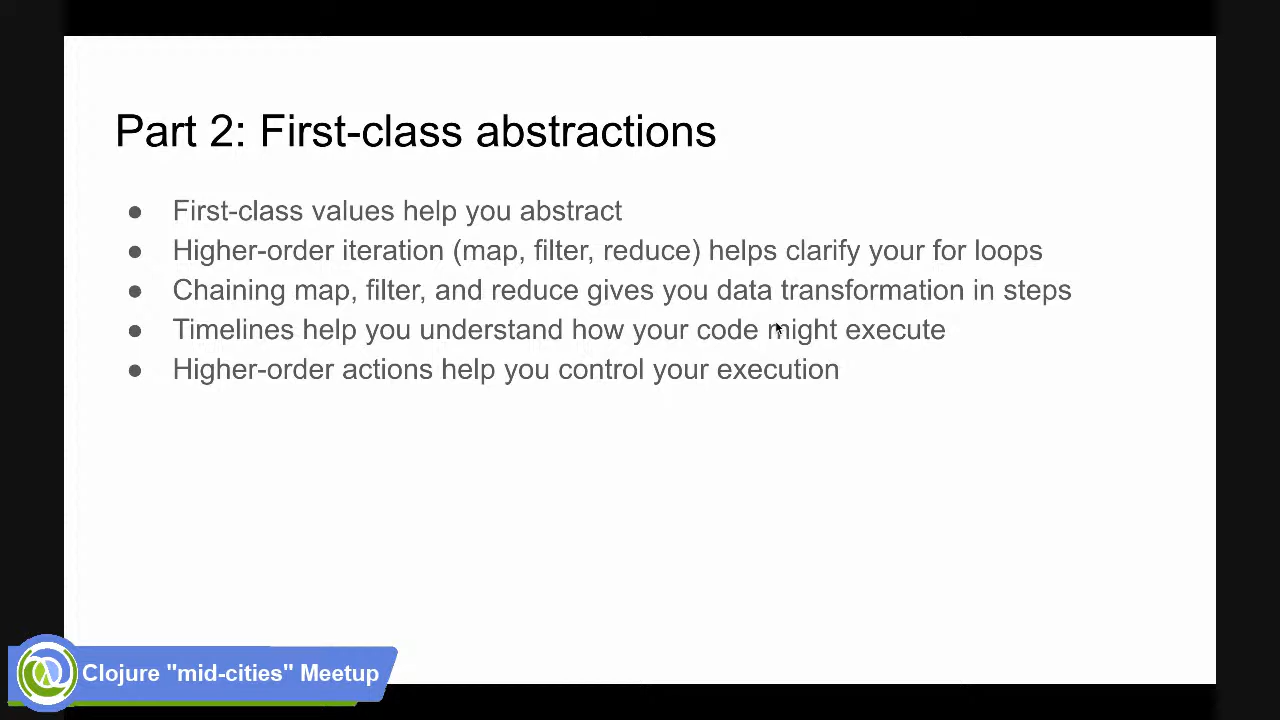 Part 2: First-class abstractions
● First-class values help you abstract
● Higher-order iteration (map, filter, reduce) helps clarify your for loops
● Chaining map, filter, and reduce gives you data transformation in steps
● Timelines help you understand how your code might execute
● Higher-order actions help you control your execution
Clojure "mid-cities" Meetup